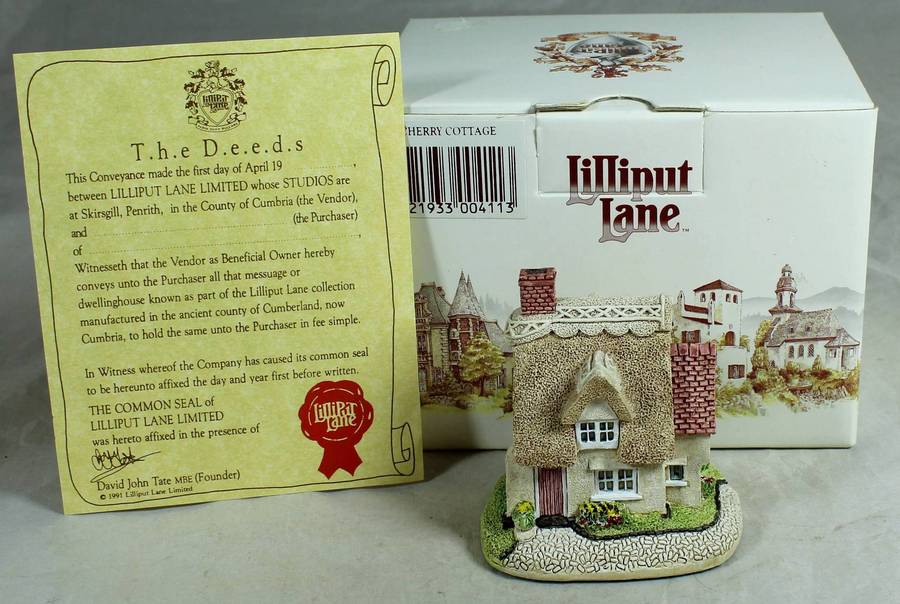 LILLIPUT
LANE
T.h.e D.e.e.d.s
This Conveyance made the first day of April 19 ,
between LILLIPUT LANE LIMITED whose STUDIOS are
at Skirsgill, Penrith, in the County of Cumbria (the Vendor),
and (the Purchaser)
of ,
Witnesseth that the Vendor as Beneficial Owner hereby
conveys unto the Purchaser all that message or
dwellinghouse known as part of the Lilliput Lane collection
manufactured in the ancient county of Cumberland, now
Cumbria, to hold the same unto the Purchaser in fee simple.
In Witness whereof the Company has caused its common seal
to be hereunto affixed the day and year first before written.
THE COMMON SEAL of
LILLIPUT LANE LIMITED
was hereto affixed in the presence of
David John Tate MBE (Founder)
© 1991 Lilliput Lane Limited
LILLIPUT
LANE
HERRY COTTAGE
21933 004113
Lilliput
Lane™